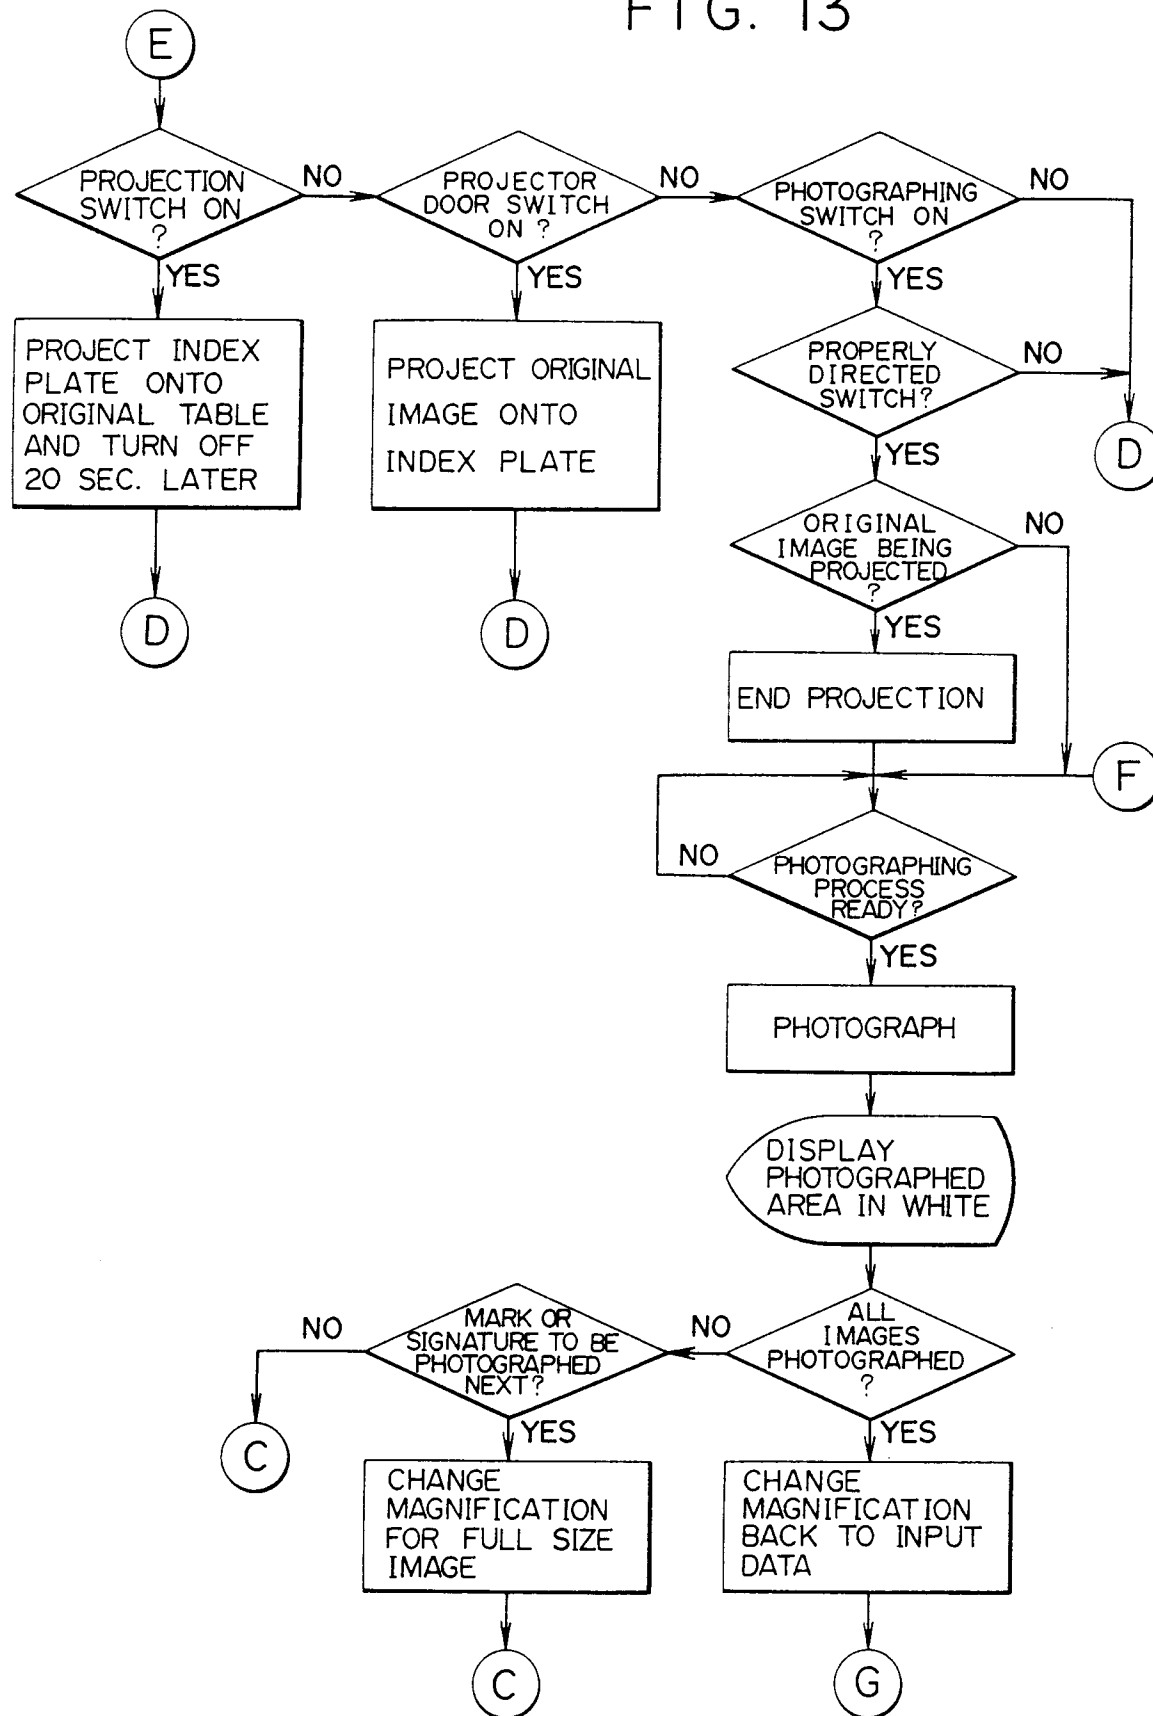 FIG. 13
E
PROJECTION
SWITCH ON
?
NO
YES
PROJECTOR
DOOR SWITCH
ON ?
NO
YES
PHOTOGRAPHING
SWITCH ON
?
NO
YES
PROJECT INDEX
PLATE ONTO
ORIGINAL TABLE
AND TURN OFF
20 SEC. LATER
D
PROJECT ORIGINAL
IMAGE ONTO
INDEX PLATE
D
PROPERLY
DIRECTED
SWITCH?
NO
YES
D
ORIGINAL
IMAGE BEING
PROJECTED
?
NO
YES
END PROJECTION
F
PHOTOGRAPHING
PROCESS
READY?
NO
YES
PHOTOGRAPH
DISPLAY
PHOTOGRAPHED
AREA IN WHITE
ALL
IMAGES
PHOTOGRAPHED
?
NO
YES
MARK OR
SIGNATURE TO BE
PHOTOGRAPHED
NEXT?
NO
YES
C
CHANGE
MAGNIFICATION
FOR FULL SIZE
IMAGE
C
CHANGE
MAGNIFICATION
BACK TO INPUT
DATA
G